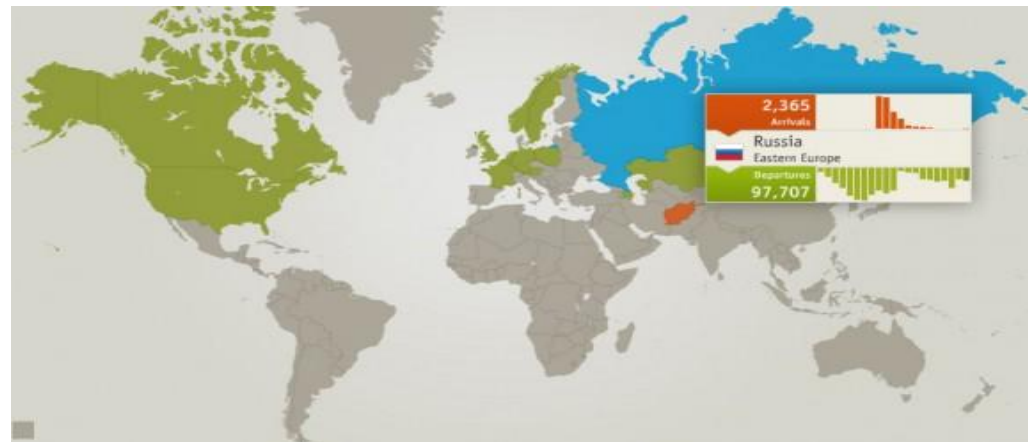 2,365
Arrivals
Russia
Eastern Europe
Departures
97,707